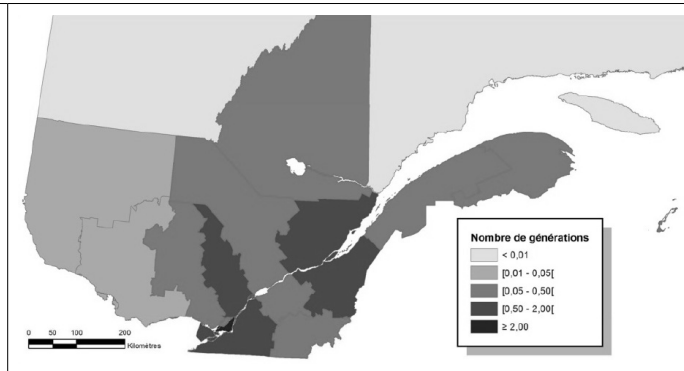 Nombre de générations
< 0,01
[0,01 - 0,05[
[0,05 - 0,50[
[0,50 - 2,00[
≥ 2,00
0 50 100 200
Kilomètres